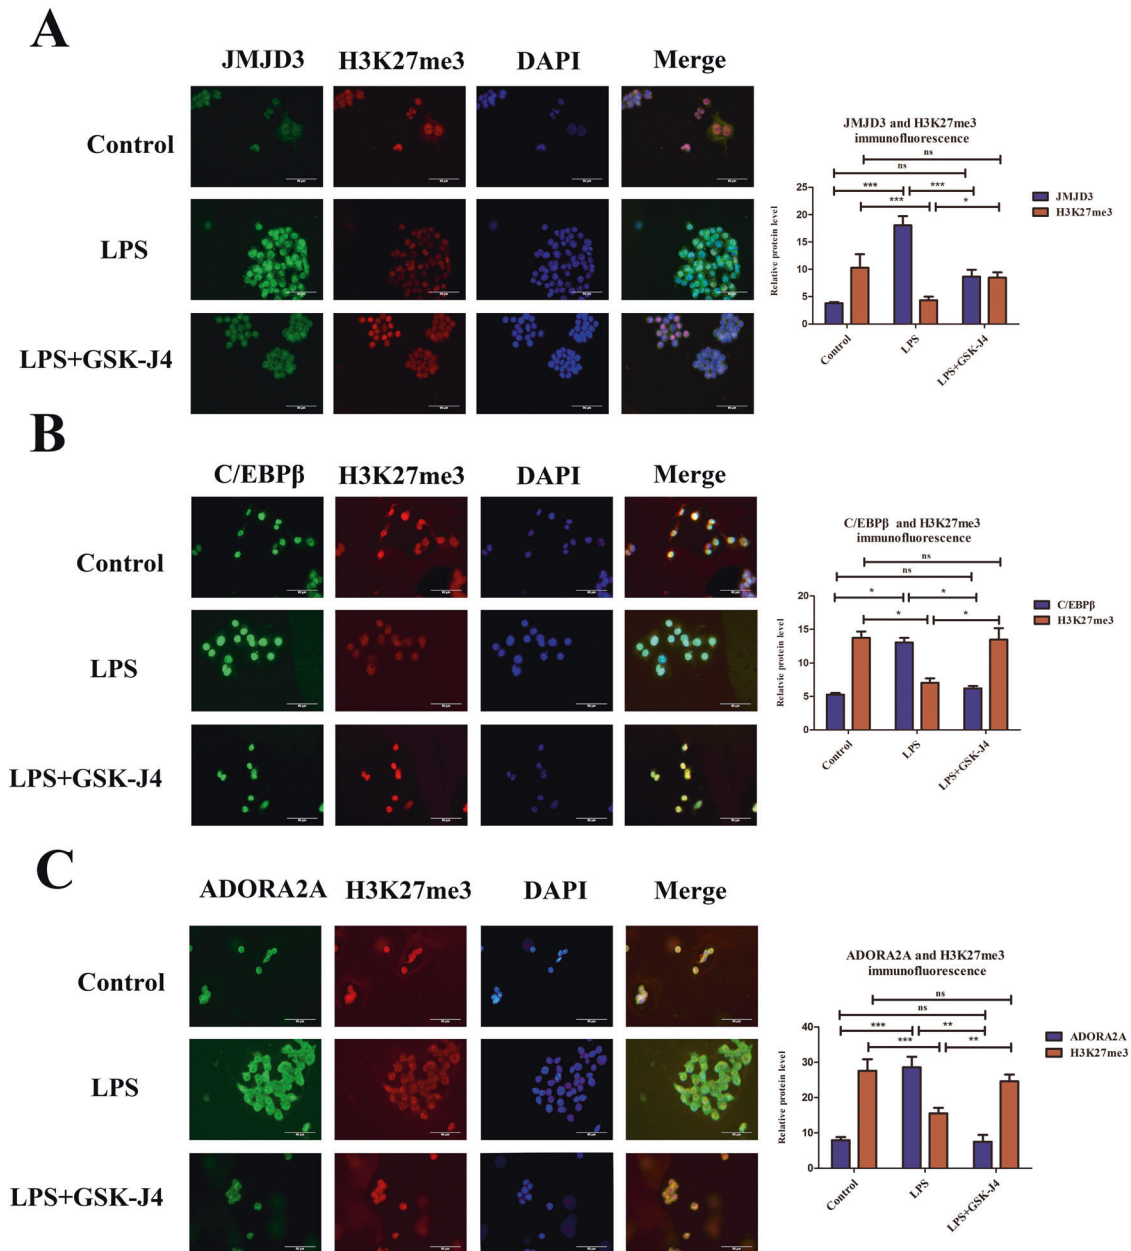 A
JMJD3 H3K27me3 DAPI Merge
Control
LPS
LPS+GSK-J4
JMJD3 and H3K27me3
immunofluorescence
ns
ns
*** ***
*** *
Relative protein level
25
20
15
10
5
0
Control
LPS
LPS+GSK-J4
JMJD3
H3K27me3
B
C/EBPβ H3K27me3 DAPI Merge
Control
LPS
LPS+GSK-J4
C/EBPβ and H3K27me3
immunofluorescence
ns
ns
* *
* *
Relatvie protein level
20
15
10
5
0
Control
LPS
LPS+GSK-J4
C/EBPβ
H3K27me3
C
ADORA2A H3K27me3 DAPI Merge
Control
LPS
LPS+GSK-J4
ADORA2A and H3K27me3
immunofluorescence
ns
ns
*** **
*** **
Relative protein level
40
30
20
10
0
Control
LPS
LPS+GSK-J4
ADORA2A
H3K27me3